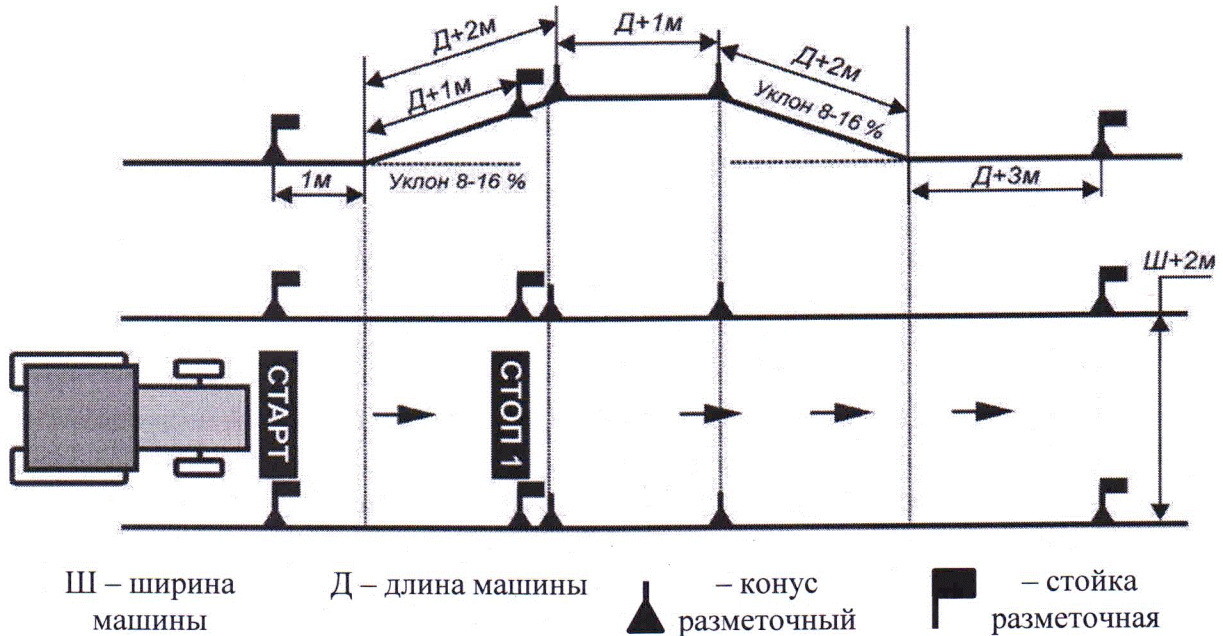 Д+2м
Д+1м
Д+2м
Д+1м
Уклон 8-16 %
1м
Уклон 8-16 %
Д+3м
Ш+2м
СТАРТ
СТОП 1
Ш – ширина машины
Д – длина машины
– конус разметочный
– стойка разметочная